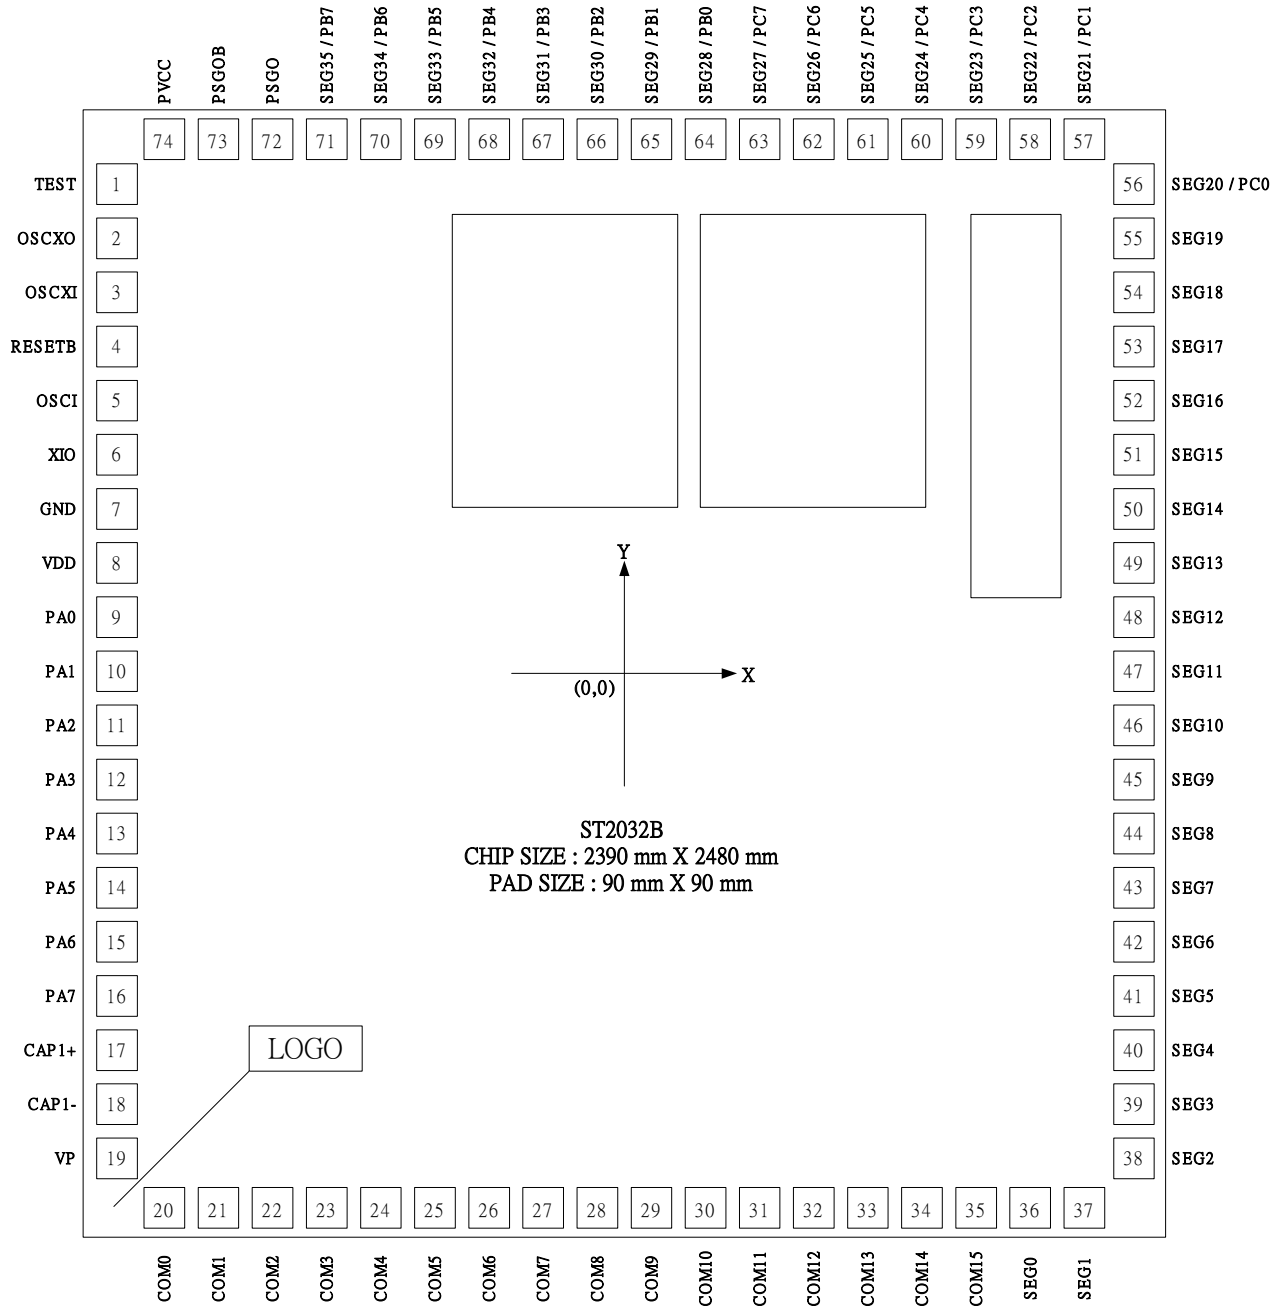 PVCC
PSGOB
PSGO
SEG35 / PB7
SEG34 / PB6
SEG33 / PB5
SEG32 / PB4
SEG31 / PB3
SEG30 / PB2
SEG29 / PB1
SEG28 / PB0
SEG27 / PC7
SEG26 / PC6
SEG25 / PC5
SEG24 / PC4
SEG23 / PC3
SEG22 / PC2
SEG21 / PC1
74 73 72 71 70 69 68 67 66 65 64 63 62 61 60 59 58 57
TEST 1 56 SEG20 / PC0
OSCXO 2 55 SEG19
OSCXI 3 54 SEG18
RESETB 4 53 SEG17
OSCI 5 52 SEG16
XIO 6 51 SEG15
GND 7 50 SEG14
Y
VDD 8 49 SEG13
PA0 9 48 SEG12
PA1 10 X 47 SEG11
(0,0)
PA2 11 46 SEG10
PA3 12 45 SEG9
PA4 13 44 SEG8
ST2032B
CHIP SIZE : 2390 mm X 2480 mm
PAD SIZE : 90 mm X 90 mm
PA5 14 43 SEG7
PA6 15 42 SEG6
PA7 16 41 SEG5
CAP1+ 17 LOGO 40 SEG4
CAP1- 18 39 SEG3
VP 19 38 SEG2
20 21 22 23 24 25 26 27 28 29 30 31 32 33 34 35 36 37
COM0
COM1
COM2
COM3
COM4
COM5
COM6
COM7
COM8
COM9
COM10
COM11
COM12
COM13
COM14
COM15
SEG0
SEG1